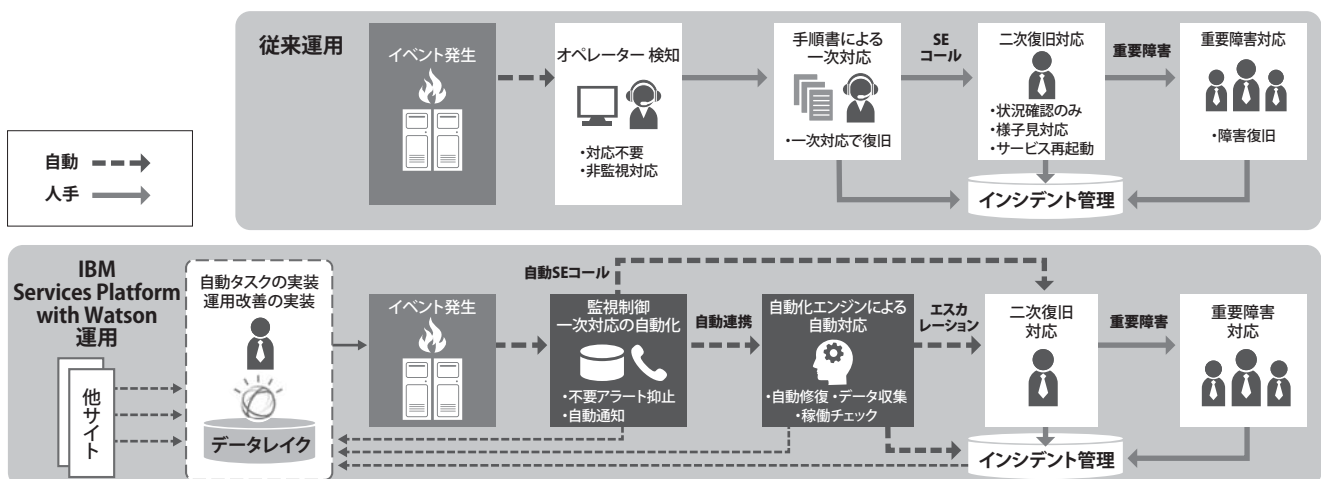 従来運用
イベント発生
オペレーター 検知
・対応不要
・非監視対応
手順書による
一次対応
・一次対応で復旧
SE
コール
二次復旧対応
・状況確認のみ
・様子見対応
・サービス再起動
重要障害
重要障害対応
・障害復旧
インシデント管理
自動
人手
IBM
Services Platform
with Watson
運用
他サイト
自動タスクの実装
運用改善の実装
データレイク
イベント発生
自動SEコール
監視制御
一次対応の自動化
・不要アラート抑止
・自動通知
自動連携
自動化エンジンによる
自動対応
・自動修復・データ収集
・稼働チェック
エスカ
レーション
二次復旧
対応
重要障害
重要障害
対応
インシデント管理